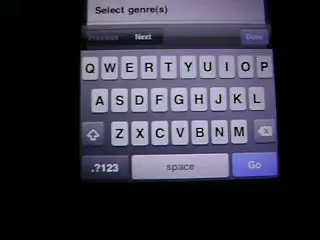 Select genre(s)
Previous Next Done
Q W E R T Y U I O P
A S D F G H J K L
Z X C V B N M
.?123 space Go